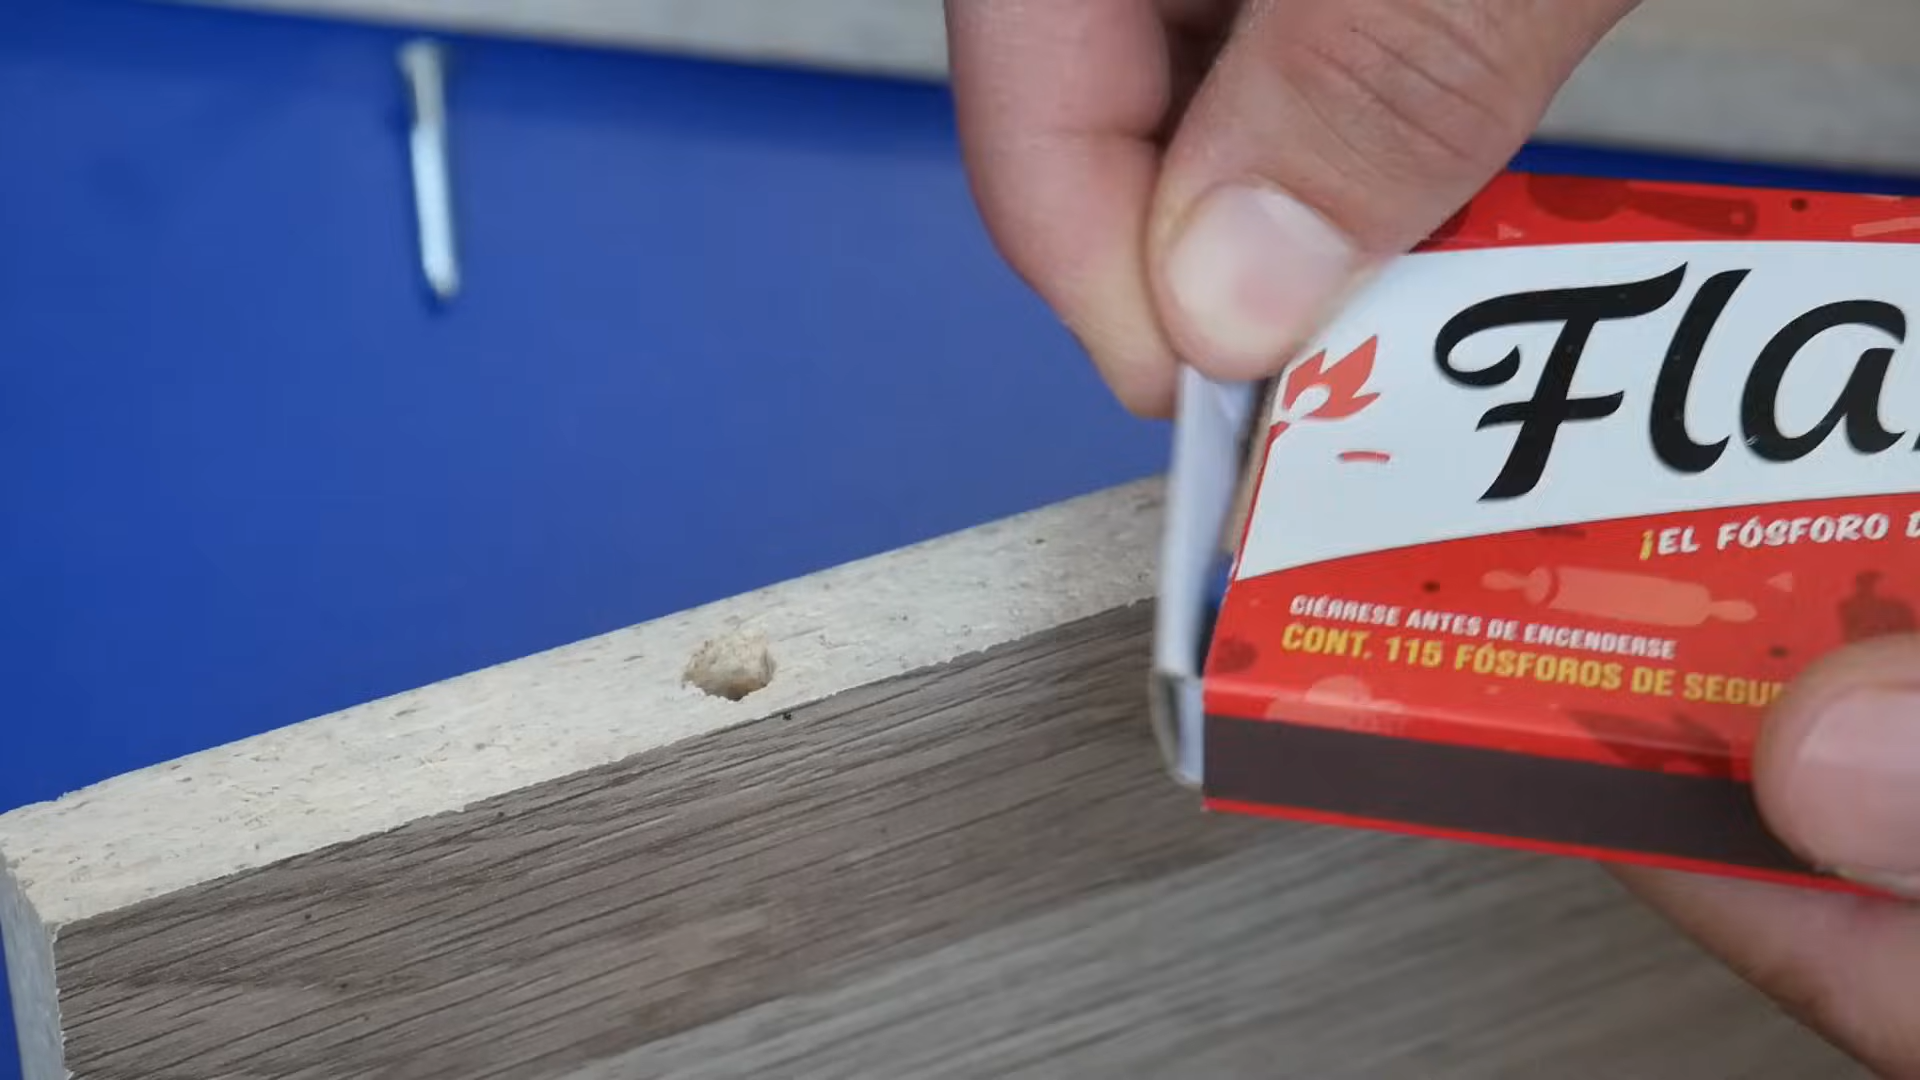 Fla
¡EL FÓSFORO
CIÉRRESE ANTES DE ENCENDERSE
CONT. 115 FÓSFOROS DE